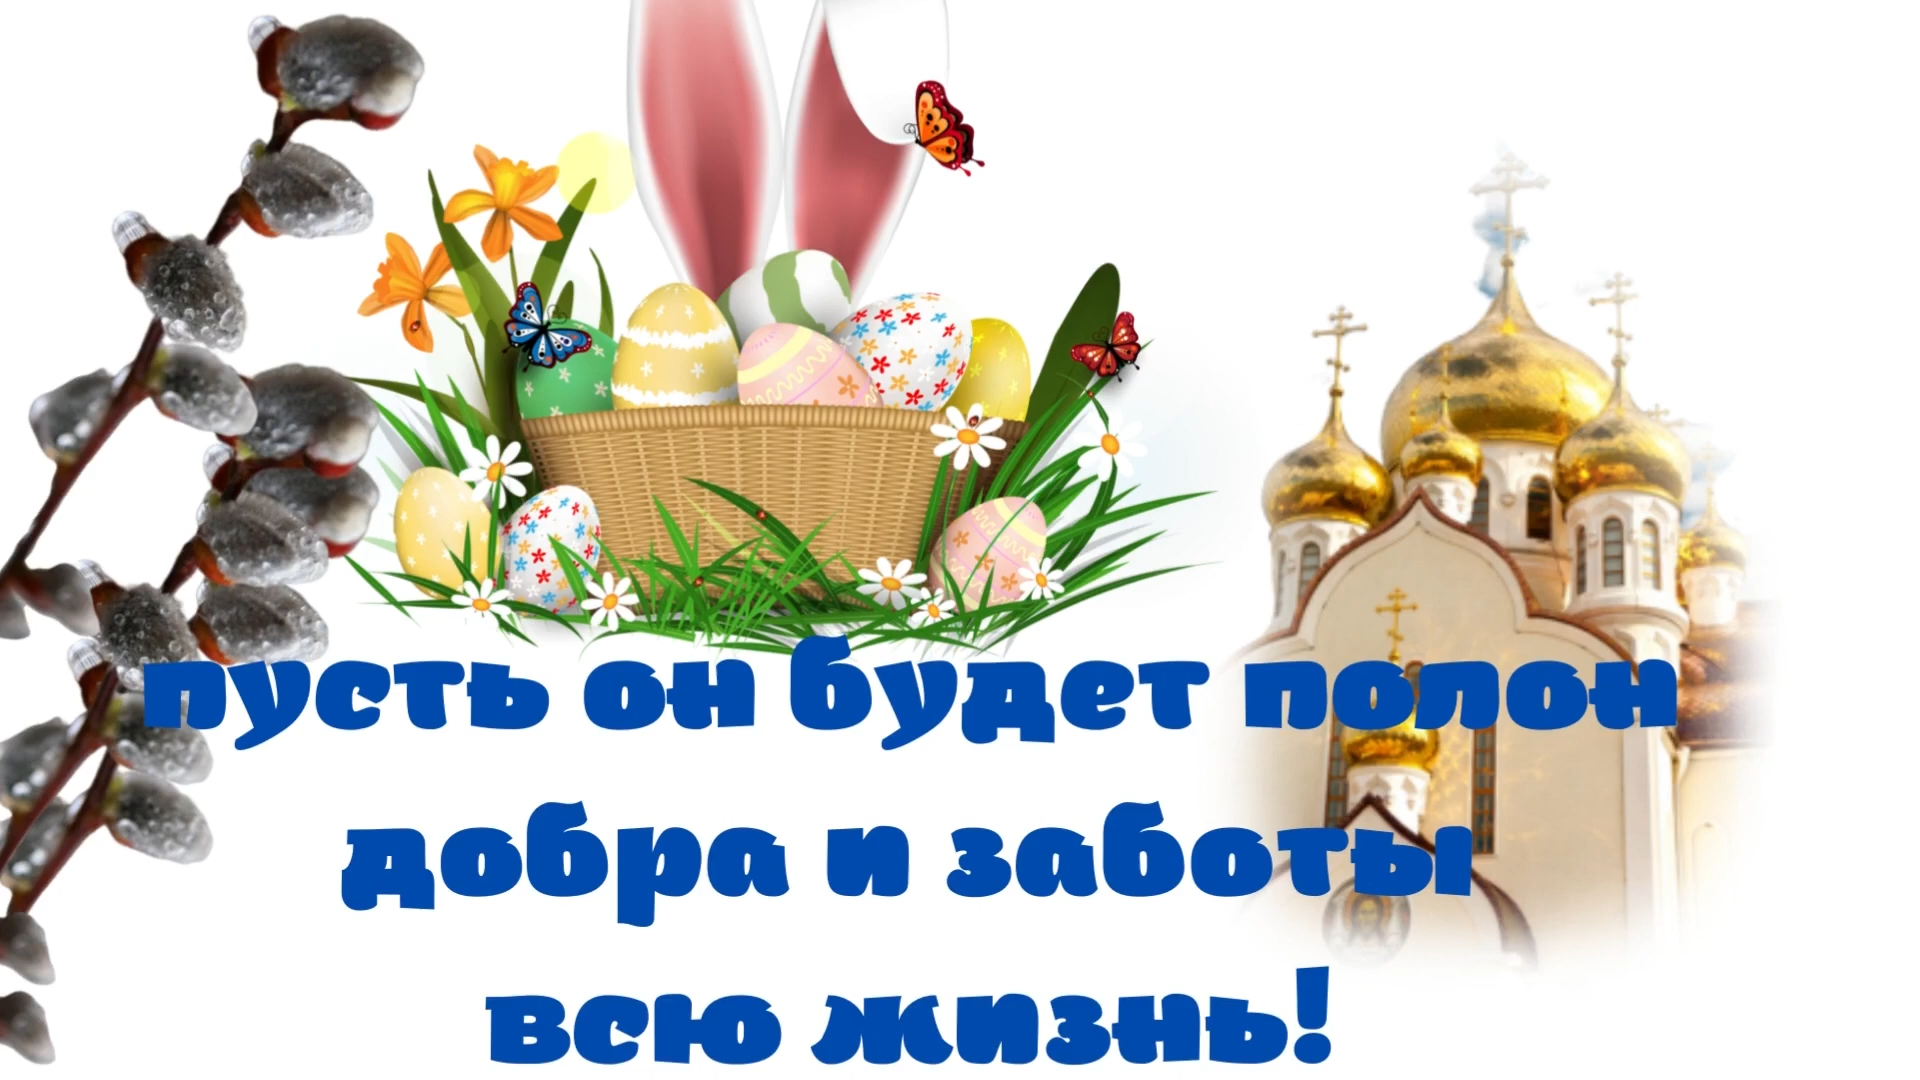 пусть он будет полон
добра и заботы
всю жизнь!